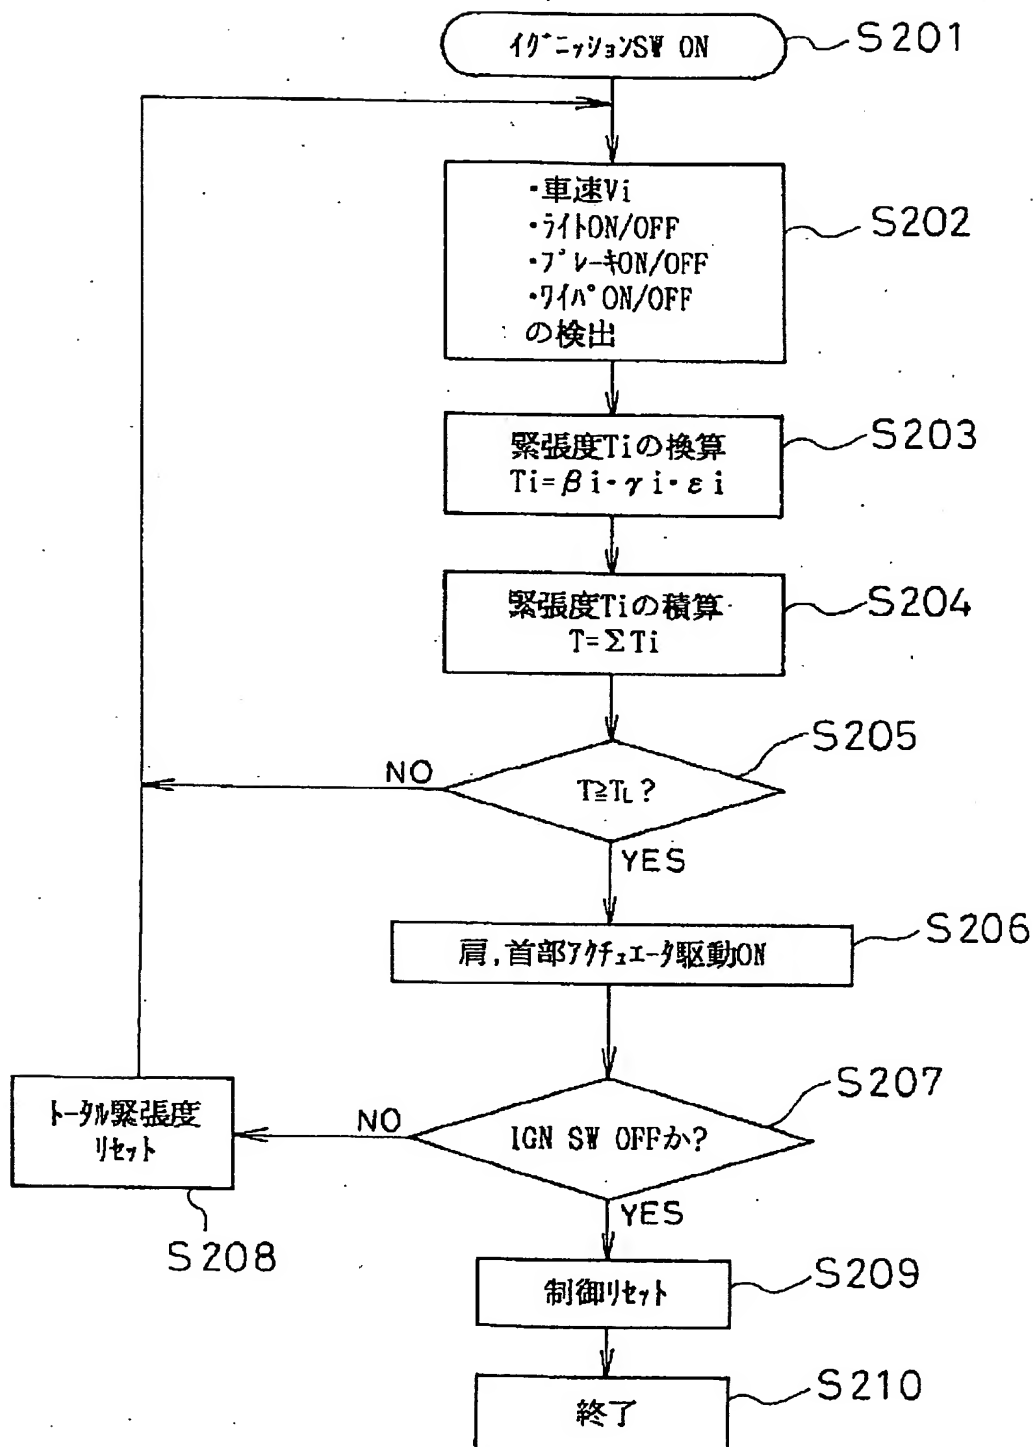 イグニッションSW ON
S201
・車速Vi
・ライトON/OFF
・ブレーキON/OFF
・ワイパON/OFF
の検出
S202
緊張度Tiの換算
Ti=βi・γi・εi
S203
緊張度Tiの積算
T=ΣTi
S204
S205
NO
T≧TL?
YES
S206
肩,首部アクチュエータ駆動ON
S207
トータル緊張度
リセット
NO
IGN SW OFFか?
YES
S208
S209
制御リセット
S210
終了